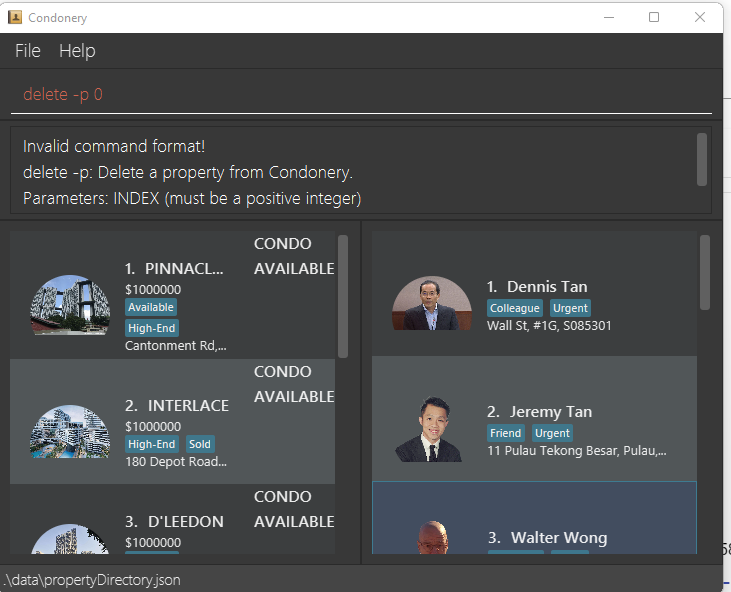 Condonery
File Help
delete -p 0
Invalid command format!
delete -p: Delete a property from Condonery.
Parameters: INDEX (must be a positive integer)
1. PINNACL...
CONDO
AVAILABLE
$1000000
Available
High-End
Cantonment Rd,...
2. INTERLACE
CONDO
AVAILABLE
$1000000
High-End Sold
180 Depot Road...
3. D'LEEDON
CONDO
AVAILABLE
$1000000
1. Dennis Tan
Colleague Urgent
Wall St, #1G, S085301
2. Jeremy Tan
Friend Urgent
11 Pulau Tekong Besar, Pulau,...
3. Walter Wong
.\data\propertyDirectory.json